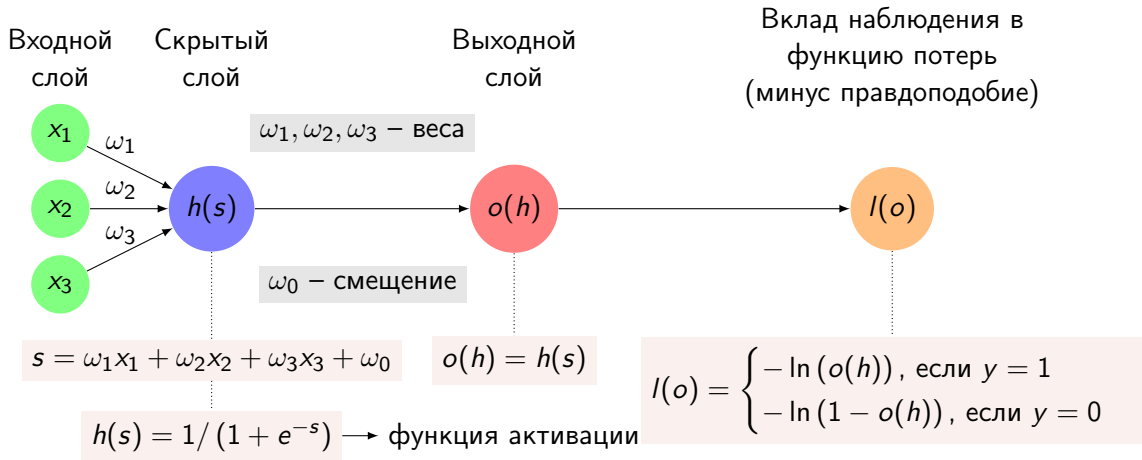 Входной слой
Скрытый слой
Выходной слой
Вклад наблюдения в
функцию потерь
(минус правдоподобие)
x₁
x₂
x₃
ω₁
ω₂
ω₃
ω₁, ω₂, ω₃ – веса
h(s)
o(h)
l(o)
ω₀ – смещение
s = ω₁x₁ + ω₂x₂ + ω₃x₃ + ω₀
o(h) = h(s)
l(o) = { − ln (o(h)) , если y = 1
− ln (1 − o(h)) , если y = 0
h(s) = 1/ (1 + e⁻ˢ) → функция активации